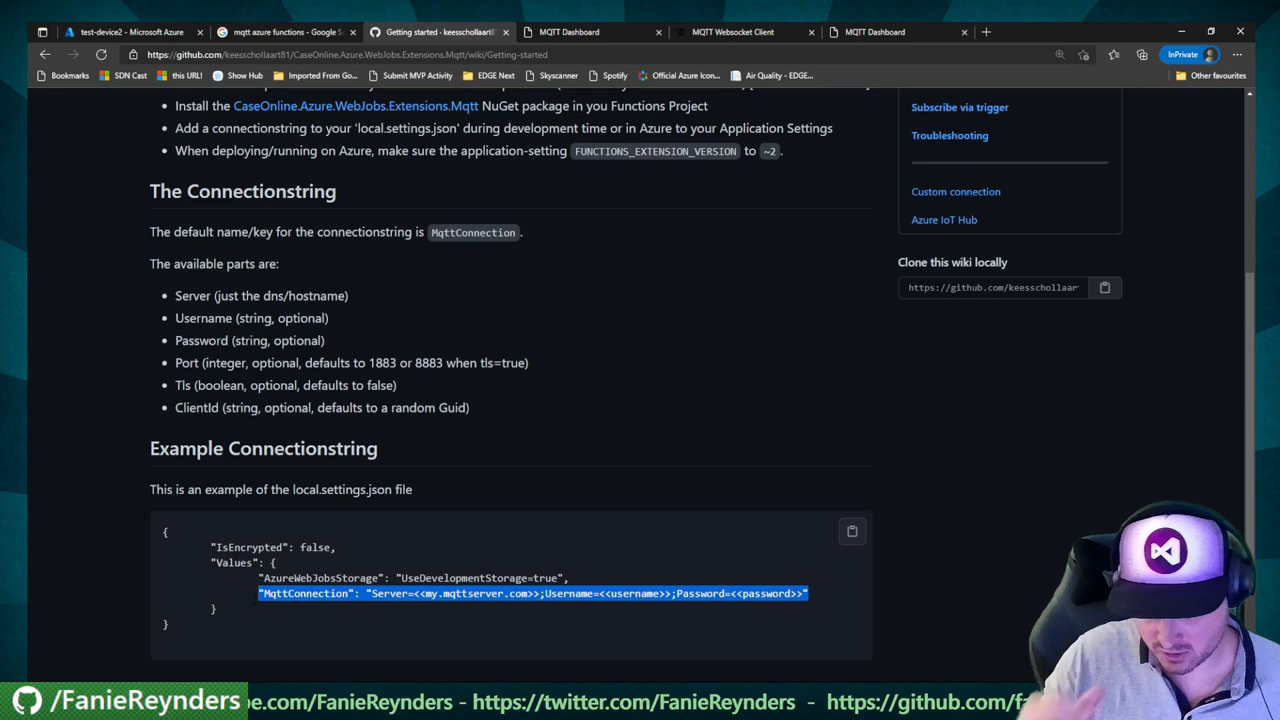 test-device2 - Microsoft Azure
mqtt azure functions - Google S
Getting started · keesschollaart8
MQTT Dashboard
MQTT Websocket Client
MQTT Dashboard
https://github.com/keesschollaart81/CaseOnline.Azure.WebJobs.Extensions.Mqtt/wiki/Getting-started
InPrivate
Bookmarks
SDN Cast
this URL!
Show Hub
Imported From Go...
Submit MVP Activity
EDGE Next
Skyscanner
Spotify
Official Azure Icon...
Air Quality - EDGE...
Other favourites
Install the CaseOnline.Azure.WebJobs.Extensions.Mqtt NuGet package in you Functions Project
Add a connectionstring to your 'local.settings.json' during development time or in Azure to your Application Settings
When deploying/running on Azure, make sure the application-setting FUNCTIONS_EXTENSION_VERSION to ~2.
The Connectionstring
The default name/key for the connectionstring is MqttConnection.
The available parts are:
Server (just the dns/hostname)
Username (string, optional)
Password (string, optional)
Port (integer, optional, defaults to 1883 or 8883 when tls=true)
Tls (boolean, optional, defaults to false)
ClientId (string, optional, defaults to a random Guid)
Example Connectionstring
This is an example of the local.settings.json file
{
"IsEncrypted": false,
"Values": {
"AzureWebJobsStorage": "UseDevelopmentStorage=true",
"MqttConnection": "Server=<<my.mqttserver.com>>;Username=<<username>>;Password=<<password>>"
}
}
Subscribe via trigger
Troubleshooting
Custom connection
Azure IoT Hub
Clone this wiki locally
https://github.com/keesschollaar
/FanieReynders
be.com/FanieReynders - https://twitter.com/FanieReynders - https://github.com/fa